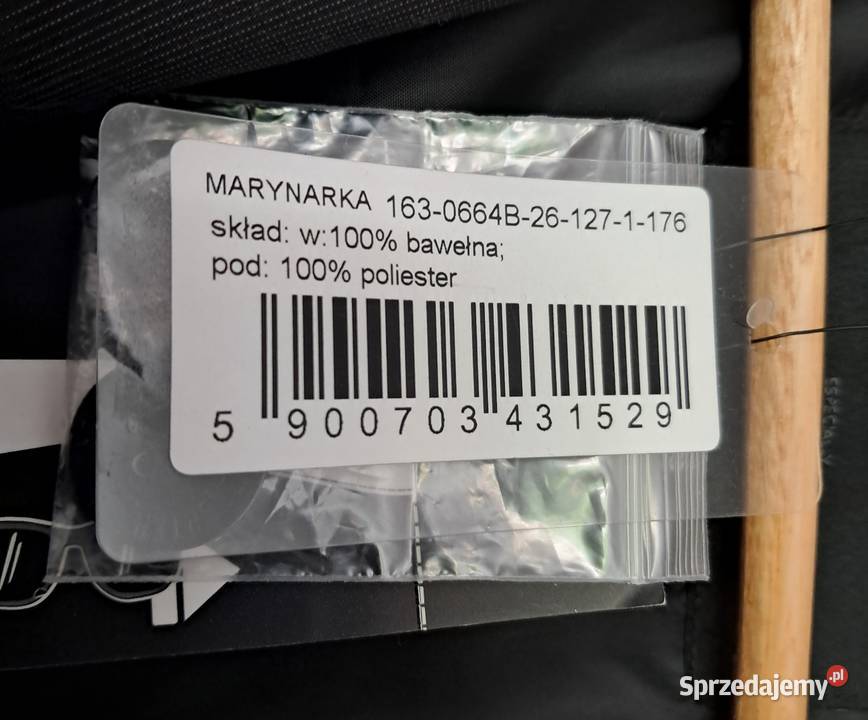 MARYNARKA 163-0664B-26-127-1-176
skład: w:100% bawełna;
pod: 100% poliester
5 900703 431529
Sprzedajemy.pl